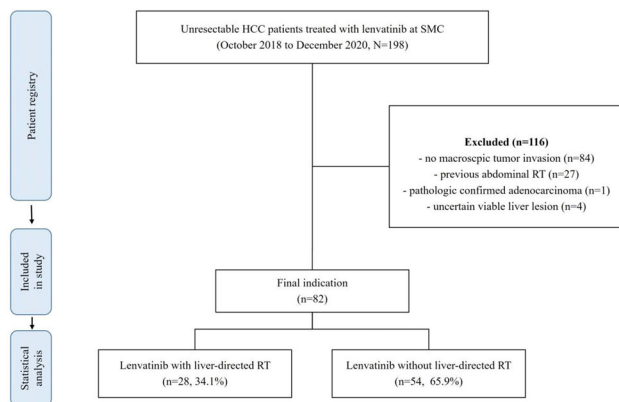 Patient registry
Unresectable HCC patients treated with lenvatinib at SMC
(October 2018 to December 2020, N=198)
Excluded (n=116)
- no macroscpic tumor invasion (n=84)
- previous abdominal RT (n=27)
- pathologic confirmed adenocarcinoma (n=1)
- uncertain viable liver lesion (n=4)
Included
in study
Final indication
(n=82)
Statistical
analysis
Lenvatinib with liver-directed RT
(n=28, 34.1%)
Lenvatinib without liver-directed RT
(n=54, 65.9%)